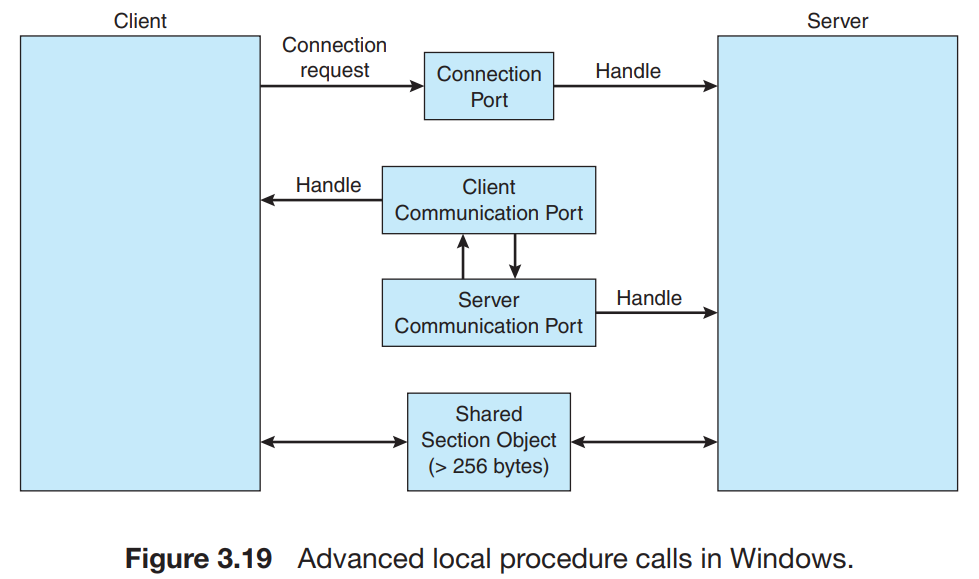 Client
Server
Connection
request
Connection
Port
Handle
Handle
Client
Communication Port
Server
Communication Port
Handle
Shared
Section Object
(> 256 bytes)
Figure 3.19 Advanced local procedure calls in Windows.